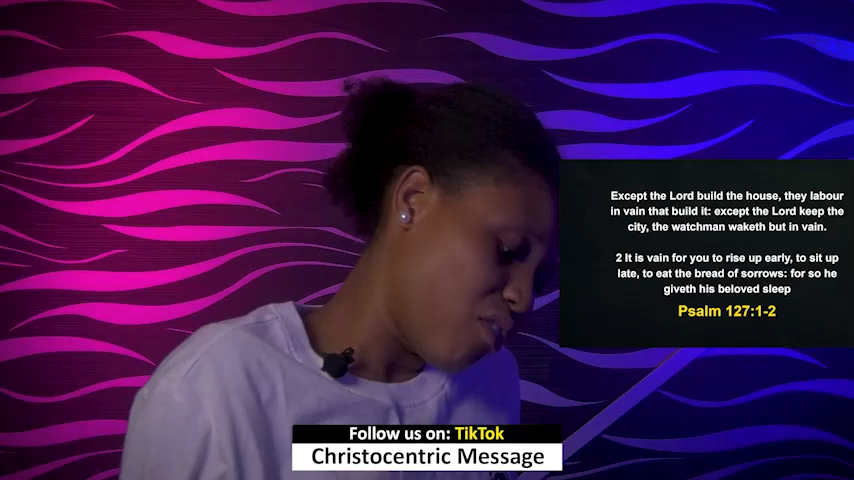 Except the Lord build the house, they labour
in vain that build it: except the Lord keep the
city, the watchman waketh but in vain.
2 It is vain for you to rise up early, to sit up
late, to eat the bread of sorrows: for so he
giveth his beloved sleep
Psalm 127:1-2
Follow us on: TikTok
Christocentric Message